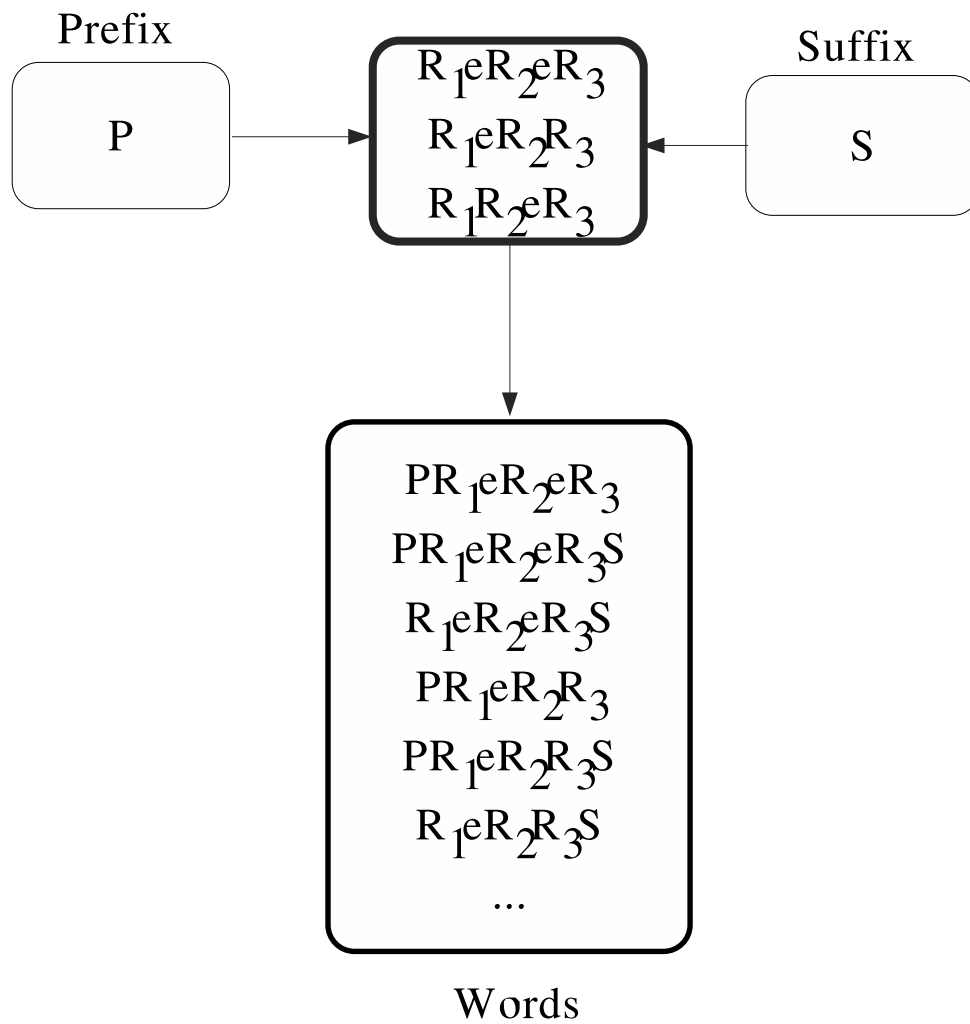 Prefix
Suffix
P
S
R₁eR₂eR₃
R₁eR₂R₃
R₁R₂eR₃
PR₁eR₂eR₃
PR₁eR₂eR₃S
R₁eR₂eR₃S
PR₁eR₂R₃
PR₁eR₂R₃S
R₁eR₂R₃S
...
Words